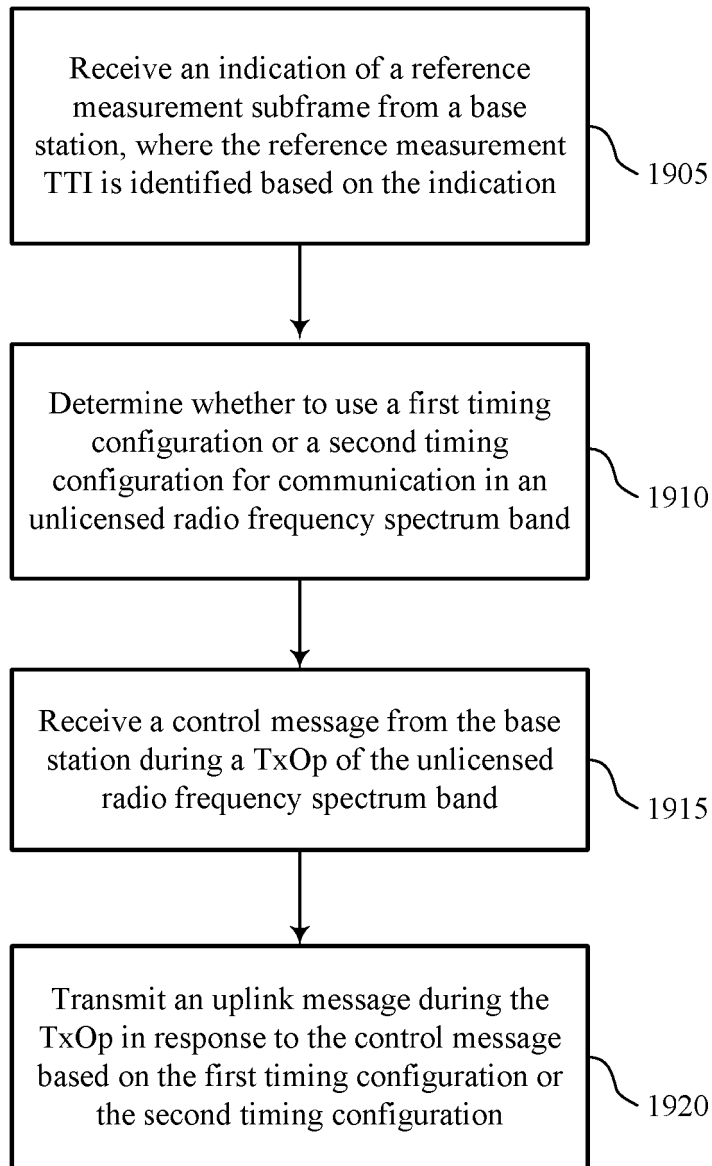 Receive an indication of a reference
measurement subframe from a base
station, where the reference measurement
TTI is identified based on the indication
1905
Determine whether to use a first timing
configuration or a second timing
configuration for communication in an
unlicensed radio frequency spectrum band
1910
Receive a control message from the base
station during a TxOp of the unlicensed
radio frequency spectrum band
1915
Transmit an uplink message during the
TxOp in response to the control message
based on the first timing configuration or
the second timing configuration
1920